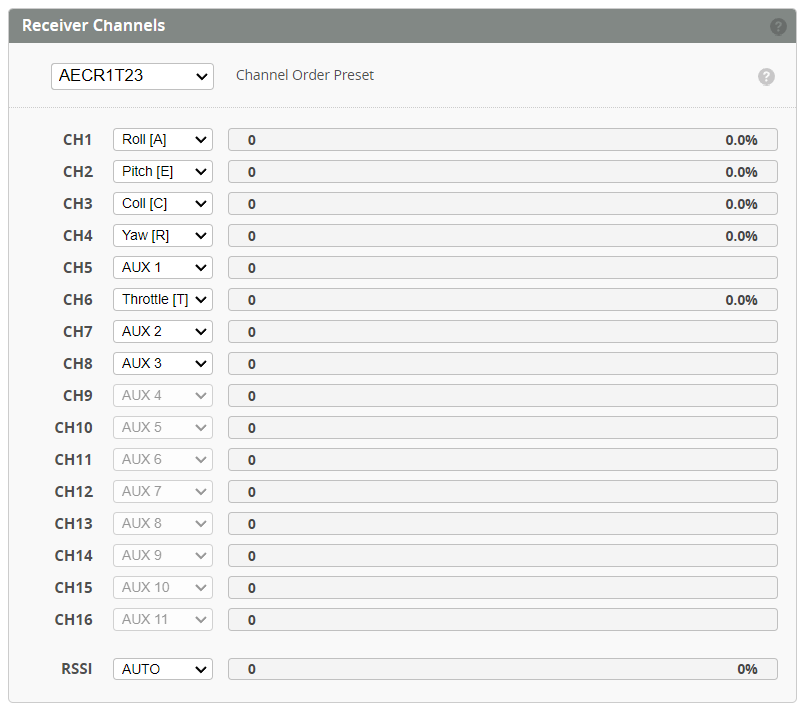 Receiver Channels ?
AECR1T23 Channel Order Preset ?
CH1 Roll [A] 0 0.0%
CH2 Pitch [E] 0 0.0%
CH3 Coll [C] 0 0.0%
CH4 Yaw [R] 0 0.0%
CH5 AUX 1 0
CH6 Throttle [T] 0 0.0%
CH7 AUX 2 0
CH8 AUX 3 0
CH9 AUX 4 0
CH10 AUX 5 0
CH11 AUX 6 0
CH12 AUX 7 0
CH13 AUX 8 0
CH14 AUX 9 0
CH15 AUX 10 0
CH16 AUX 11 0
RSSI AUTO 0 0%